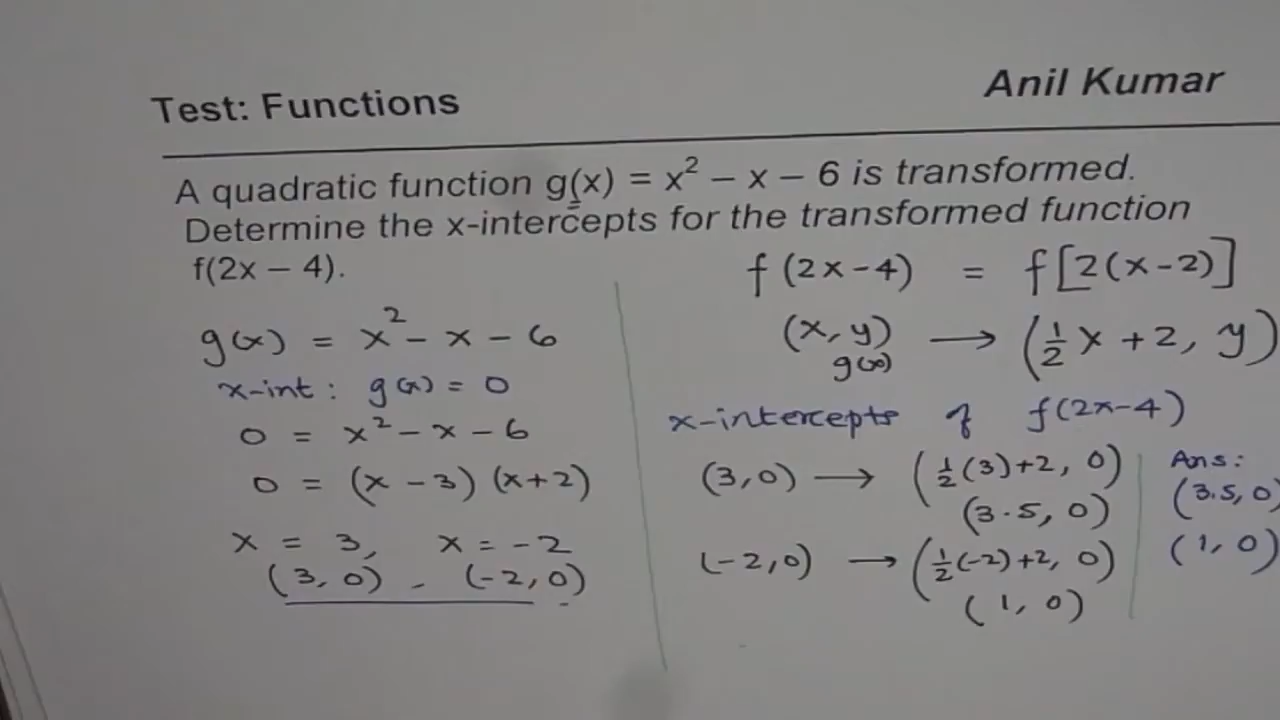 Test: Functions
Anil Kumar
A quadratic function g(x) = x² – x – 6 is transformed.
Determine the x-intercepts for the transformed function
f(2x – 4).
g(x) = x² - x - 6
x-int : g(x) = 0
0 = x² - x - 6
0 = (x - 3) (x+2)
x = 3, x = -2
(3, 0) - (-2, 0)
f (2x-4) = f[2(x-2)]
(x, y) → (½x + 2, y)
g(x)
x-intercepts of f(2x-4)
(3,0) → (½(3)+2, 0)
(3.5, 0)
(-2,0) → (½(-2)+2, 0)
(1, 0)
Ans:
(3.5, 0)
(1, 0)